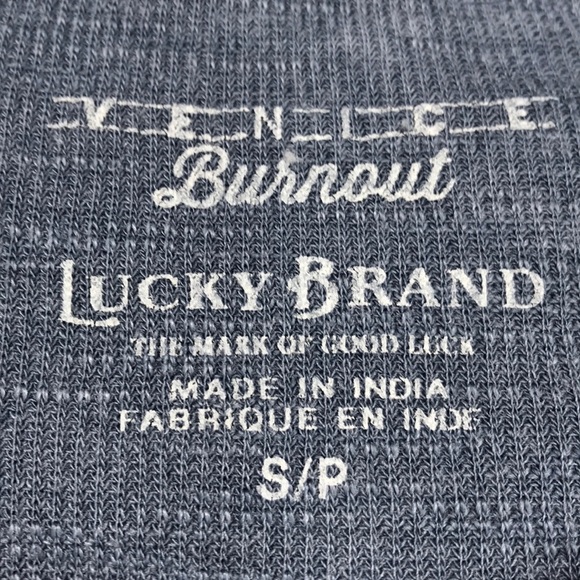 VENICE
Burnout
LUCKY BRAND
THE MARK OF GOOD LUCK
MADE IN INDIA
FABRIQUE EN INDE
S/P